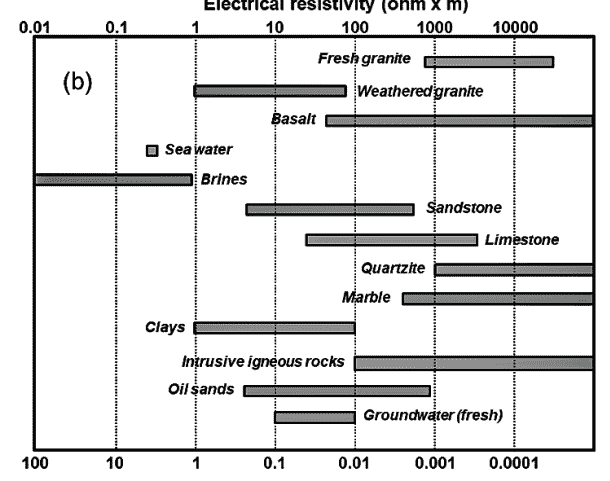 Electrical resistivity (ohm x m)
0.01 0.1 1 10 100 1000 10000
Fresh granite
(b)
Weathered granite
Basalt
Sea water
Brines
Sandstone
Limestone
Quartzite
Marble
Clays
Intrusive igneous rocks
Oil sands
Groundwater (fresh)
100 10 1 0.1 0.01 0.001 0.0001